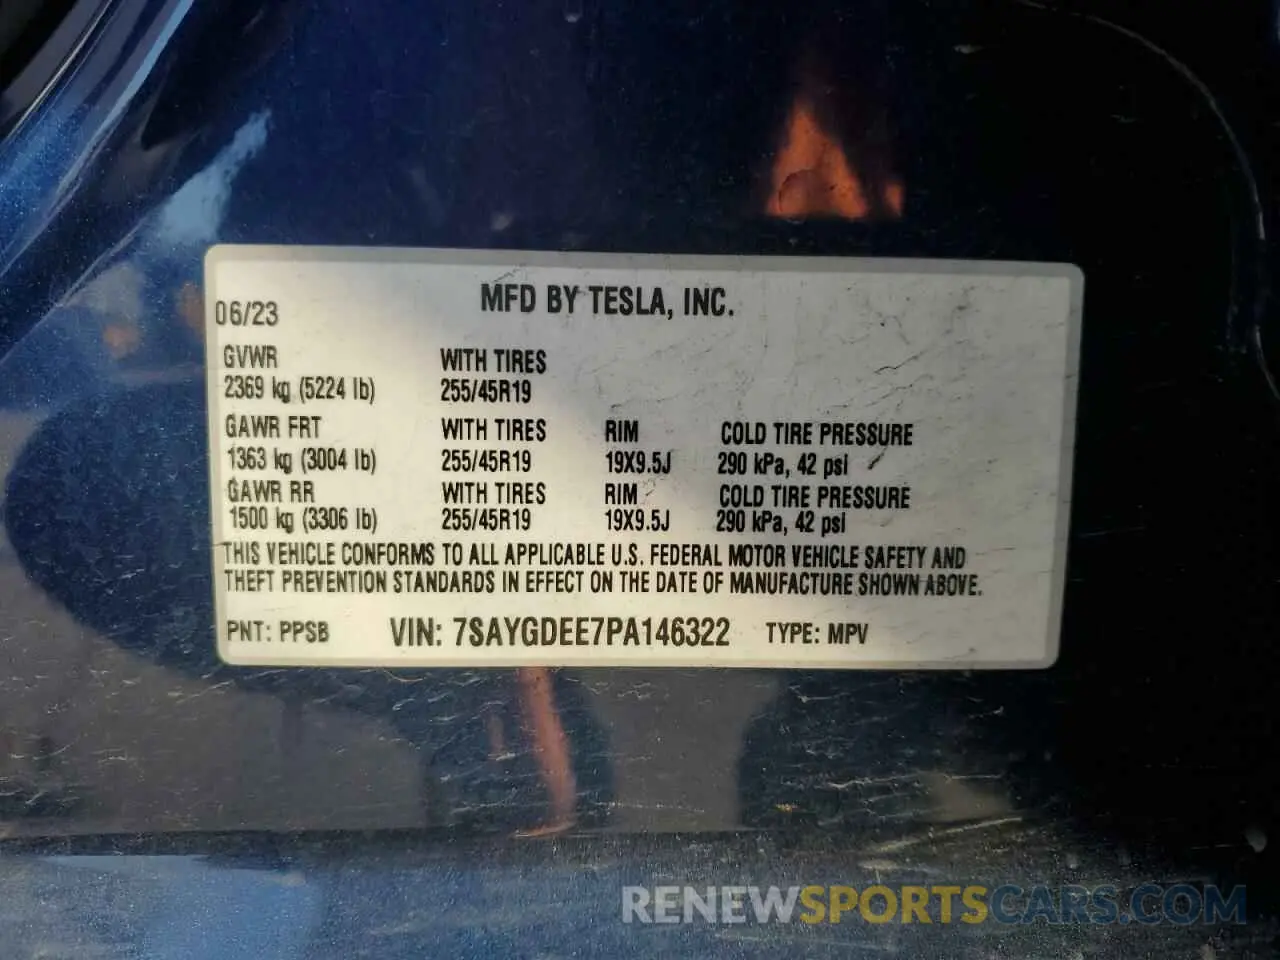 MFD BY TESLA, INC.
06/23
GVWR WITH TIRES
2369 kg (5224 lb) 255/45R19
GAWR FRT WITH TIRES RIM COLD TIRE PRESSURE
1363 kg (3004 lb) 255/45R19 19X9.5J 290 kPa, 42 psi
GAWR RR WITH TIRES RIM COLD TIRE PRESSURE
1500 kg (3306 lb) 255/45R19 19X9.5J 290 kPa, 42 psi
THIS VEHICLE CONFORMS TO ALL APPLICABLE U.S. FEDERAL MOTOR VEHICLE SAFETY AND
THEFT PREVENTION STANDARDS IN EFFECT ON THE DATE OF MANUFACTURE SHOWN ABOVE.
PNT: PPSB VIN: 7SAYGDEE7PA146322 TYPE: MPV
RENEWSPORTSCARS.COM